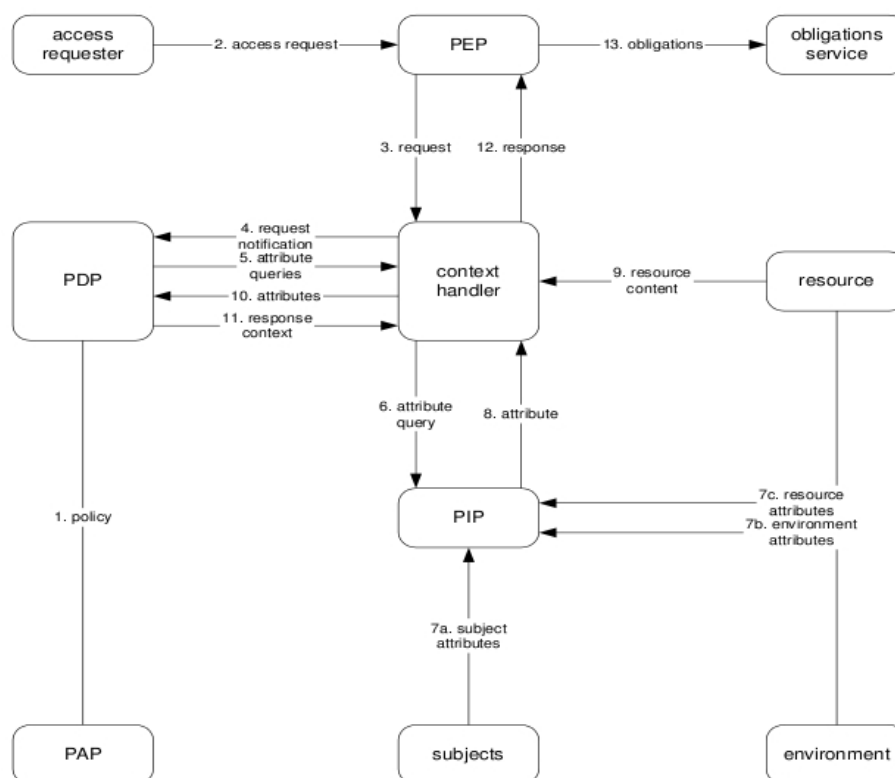 access
requester
2. access request
PEP
13. obligations
obligations
service
3. request
12. response
PDP
4. request
notification
5. attribute
queries
10. attributes
11. response
context
context
handler
9. resource
content
resource
6. attribute
query
8. attribute
1. policy
PIP
7c. resource
attributes
7b. environment
attributes
7a. subject
attributes
PAP
subjects
environment